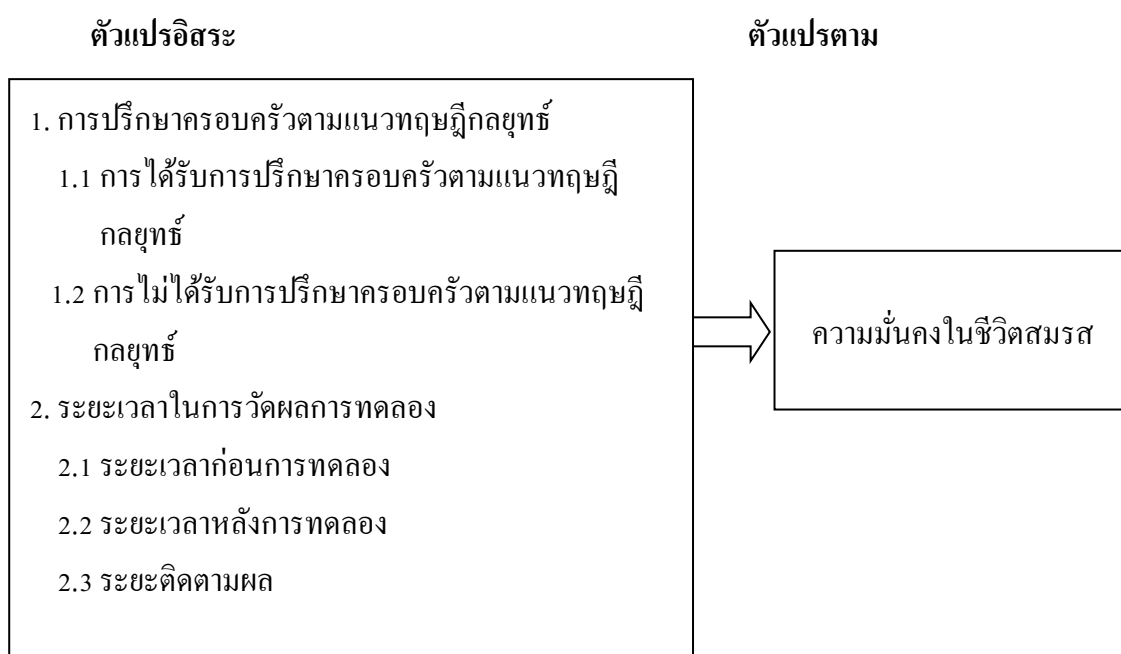 ตัวแปรอิสระ
ตัวแปรตาม
1. การปรึกษาครอบครัวตามแนวทฤษฎีกลยุทธ์
1.1 การได้รับการปรึกษาครอบครัวตามแนวทฤษฎี
กลยุทธ์
1.2 การไม่ได้รับการปรึกษาครอบครัวตามแนวทฤษฎี
กลยุทธ์
2. ระยะเวลาในการวัดผลการทดลอง
2.1 ระยะเวลาก่อนการทดลอง
2.2 ระยะเวลาหลังการทดลอง
2.3 ระยะติดตามผล
ความมั่นคงในชีวิตสมรส